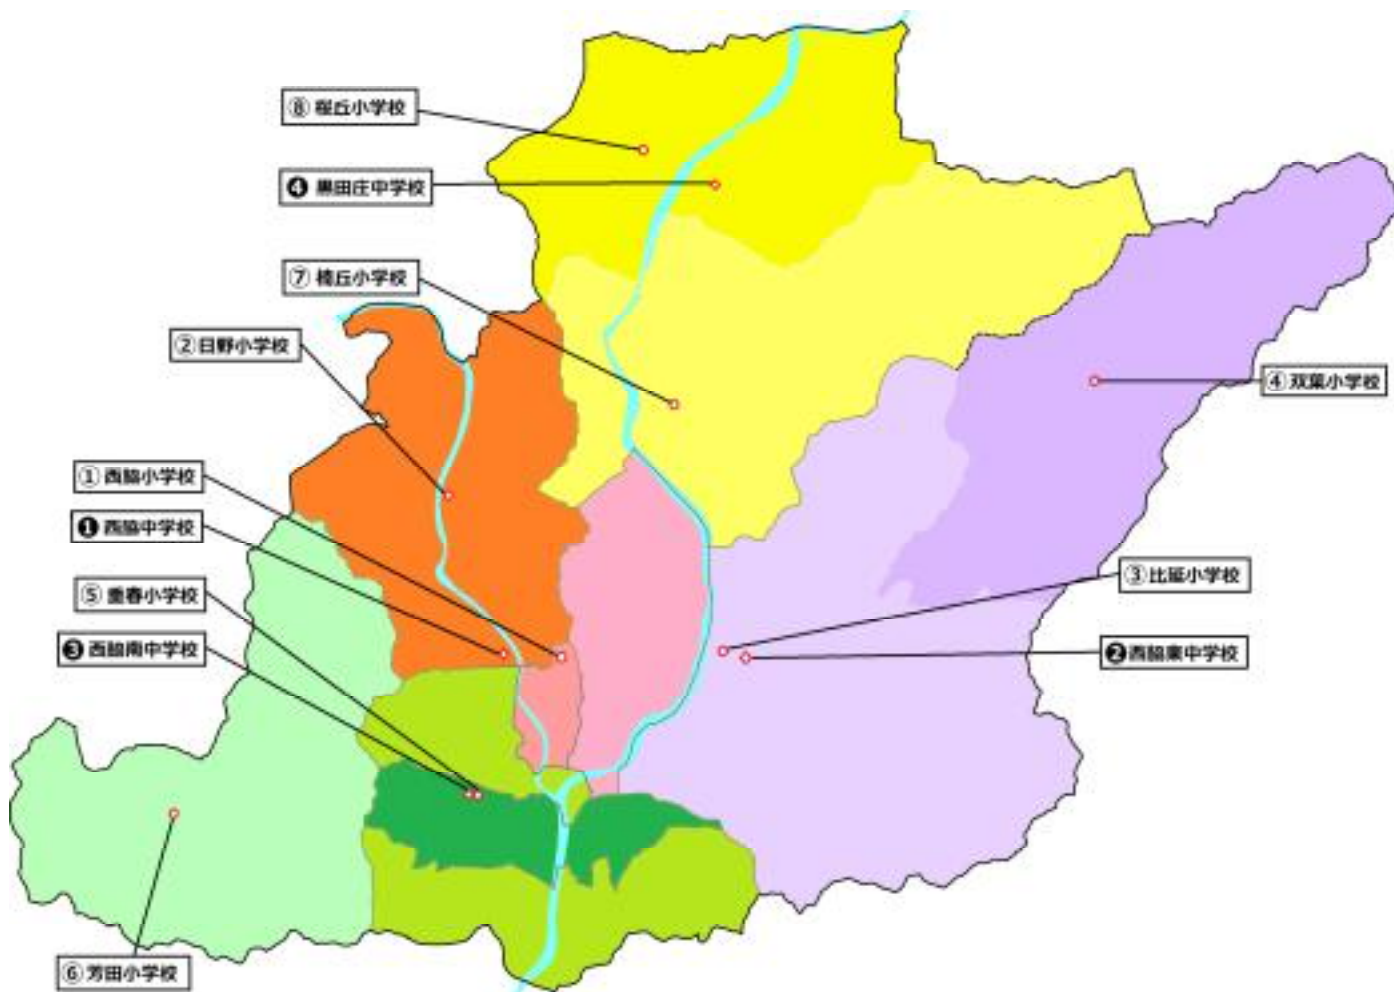 ⑧ 桜丘小学校
❹ 黒田庄中学校
⑦ 楠丘小学校
② 日野小学校
④ 双葉小学校
① 西脇小学校
❶ 西脇中学校
③ 比延小学校
⑤ 重春小学校
❸ 西脇南中学校
❷ 西脇東中学校
⑥ 芳田小学校